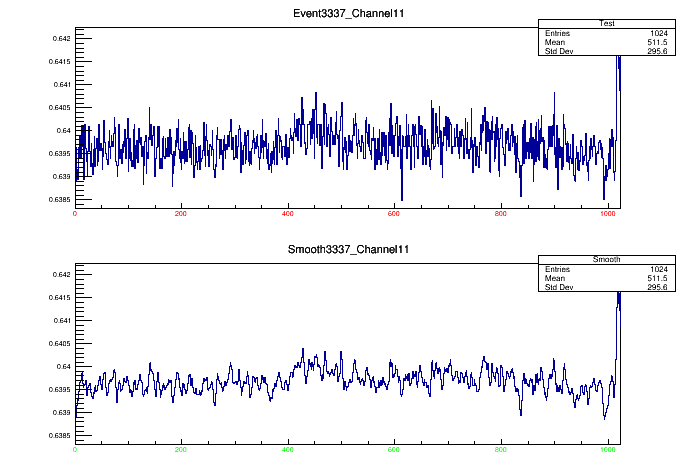 Event3337_Channel11
Test
Entries 1024
Mean 511.5
Std Dev 295.6
0.642
0.6415
0.641
0.6405
0.64
0.6395
0.639
0.6385
0 200 400 600 800 1000
Smooth3337_Channel11
Smooth
Entries 1024
Mean 511.5
Std Dev 295.6
0.642
0.6415
0.641
0.6405
0.64
0.6395
0.639
0.6385
0 200 400 600 800 1000